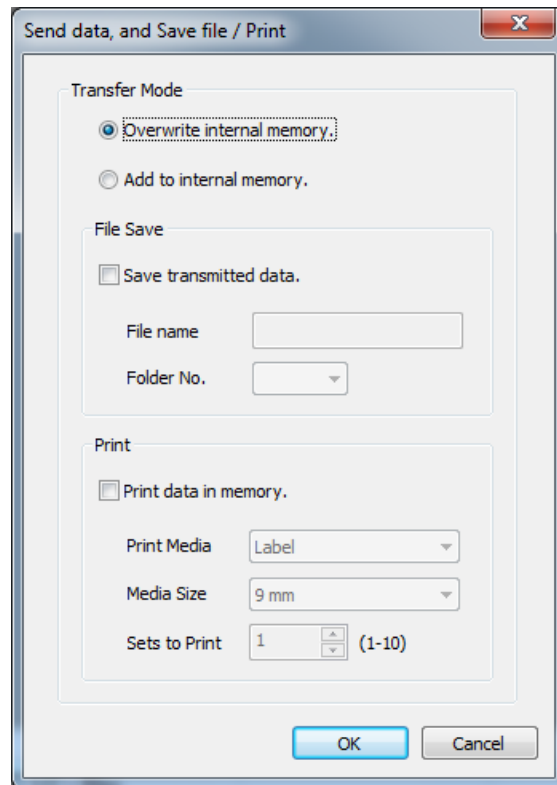 Send data, and Save file / Print
Transfer Mode
Overwrite internal memory.
Add to internal memory.
File Save
Save transmitted data.
File name
Folder No.
Print
Print data in memory.
Print Media Label
Media Size 9 mm
Sets to Print 1 (1-10)
OK Cancel